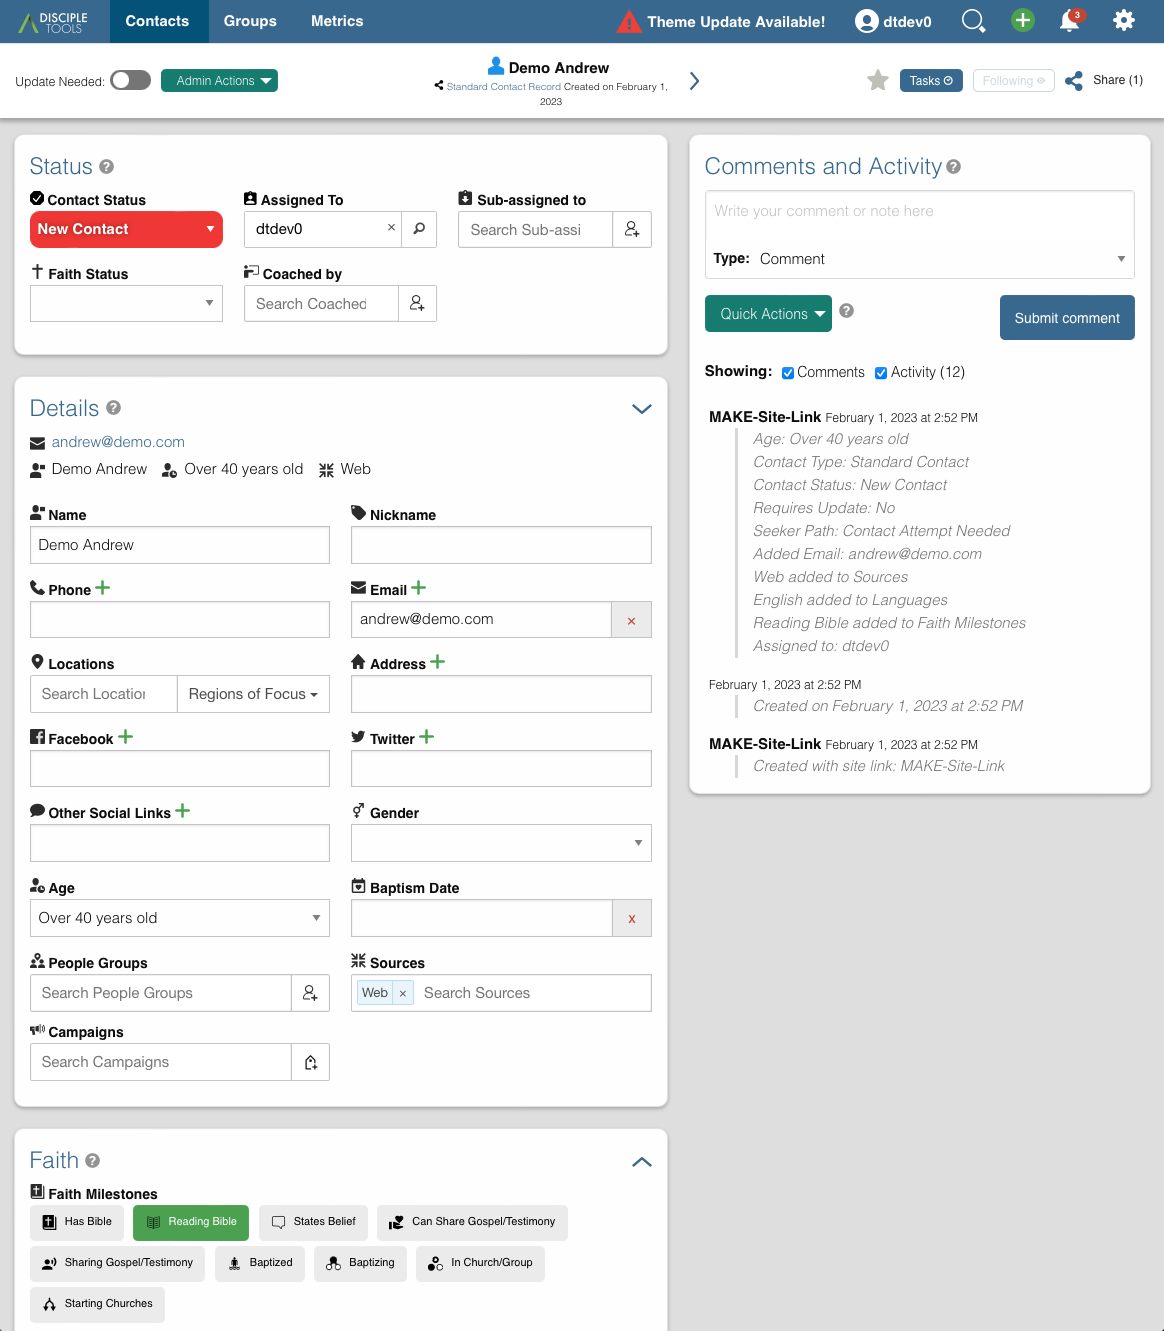 DISCIPLE TOOLS
Contacts
Groups
Metrics
Theme Update Available!
dtdev0
3
Update Needed:
Admin Actions
Demo Andrew
Standard Contact Record Created on February 1,
2023
Tasks
Following
Share (1)
Status
Contact Status
Assigned To
Sub-assigned to
New Contact
dtdev0 ×
Search Sub-assi
Faith Status
Coached by
Search Coached
Details
andrew@demo.com
Demo Andrew Over 40 years old Web
Name
Nickname
Demo Andrew
Phone
Email
andrew@demo.com x
Locations
Address
Search Location
Regions of Focus
Facebook
Twitter
Other Social Links
Gender
Age
Baptism Date
Over 40 years old
x
People Groups
Sources
Search People Groups
Web × Search Sources
Campaigns
Search Campaigns
Faith
Faith Milestones
Has Bible
Reading Bible
States Belief
Can Share Gospel/Testimony
Sharing Gospel/Testimony
Baptized
Baptizing
In Church/Group
Starting Churches
Comments and Activity
Write your comment or note here
Type: Comment
Quick Actions
Submit comment
Showing: Comments Activity (12)
MAKE-Site-Link February 1, 2023 at 2:52 PM
Age: Over 40 years old
Contact Type: Standard Contact
Contact Status: New Contact
Requires Update: No
Seeker Path: Contact Attempt Needed
Added Email: andrew@demo.com
Web added to Sources
English added to Languages
Reading Bible added to Faith Milestones
Assigned to: dtdev0
February 1, 2023 at 2:52 PM
Created on February 1, 2023 at 2:52 PM
MAKE-Site-Link February 1, 2023 at 2:52 PM
Created with site link: MAKE-Site-Link